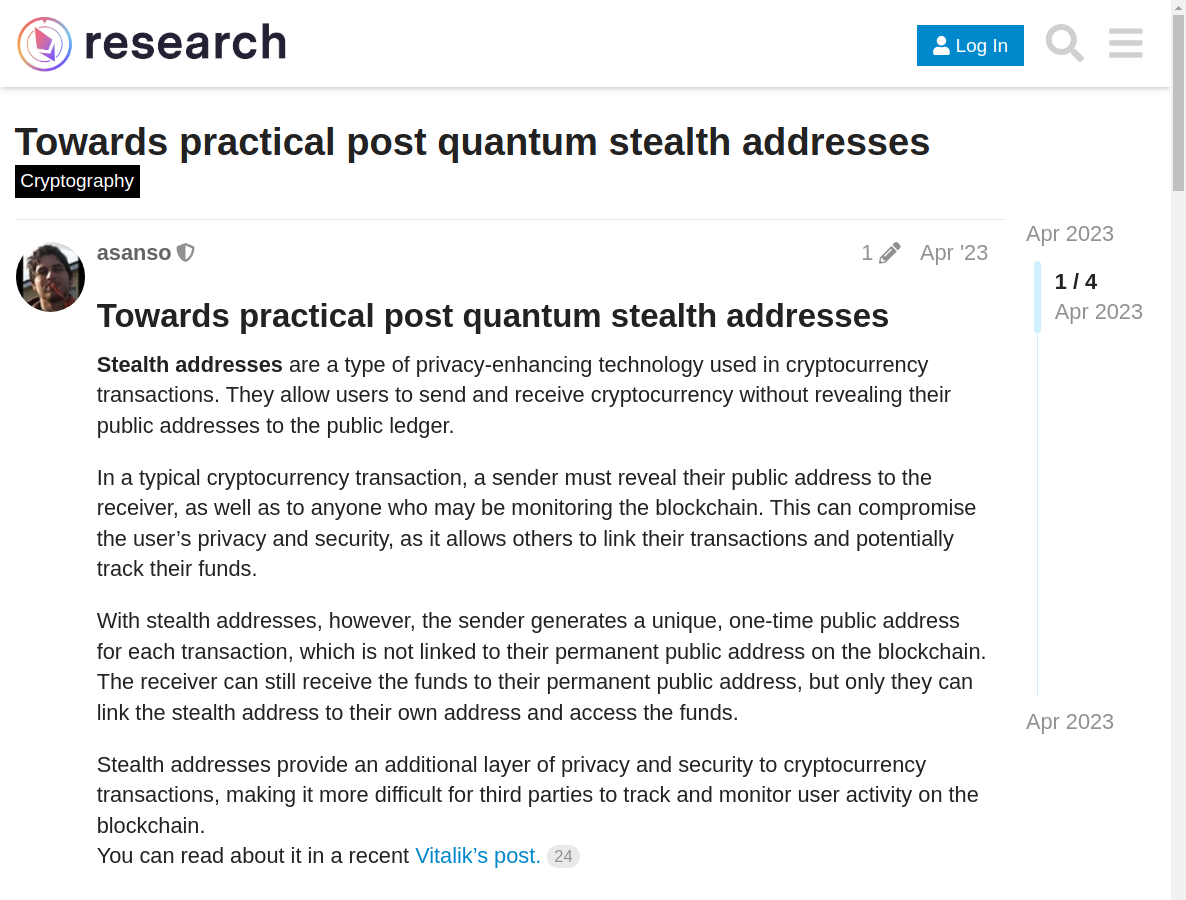 research
Log In
Towards practical post quantum stealth addresses
Cryptography
asanso
1
Apr '23
Apr 2023
1 / 4
Apr 2023
Towards practical post quantum stealth addresses
Stealth addresses are a type of privacy-enhancing technology used in cryptocurrency
transactions. They allow users to send and receive cryptocurrency without revealing their
public addresses to the public ledger.
In a typical cryptocurrency transaction, a sender must reveal their public address to the
receiver, as well as to anyone who may be monitoring the blockchain. This can compromise
the user’s privacy and security, as it allows others to link their transactions and potentially
track their funds.
With stealth addresses, however, the sender generates a unique, one-time public address
for each transaction, which is not linked to their permanent public address on the blockchain.
The receiver can still receive the funds to their permanent public address, but only they can
link the stealth address to their own address and access the funds.
Apr 2023
Stealth addresses provide an additional layer of privacy and security to cryptocurrency
transactions, making it more difficult for third parties to track and monitor user activity on the
blockchain.
You can read about it in a recent Vitalik’s post. 24